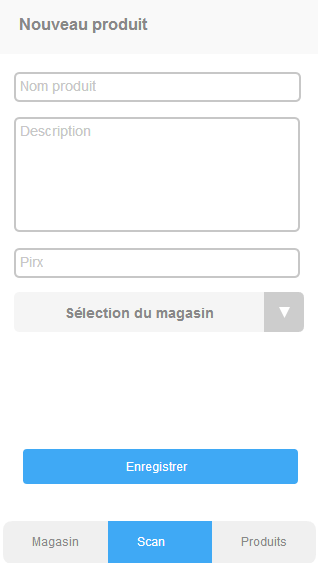 Nouveau produit
Nom produit
Description
Pirx
Sélection du magasin
▼
Enregistrer
Magasin
Scan
Produits